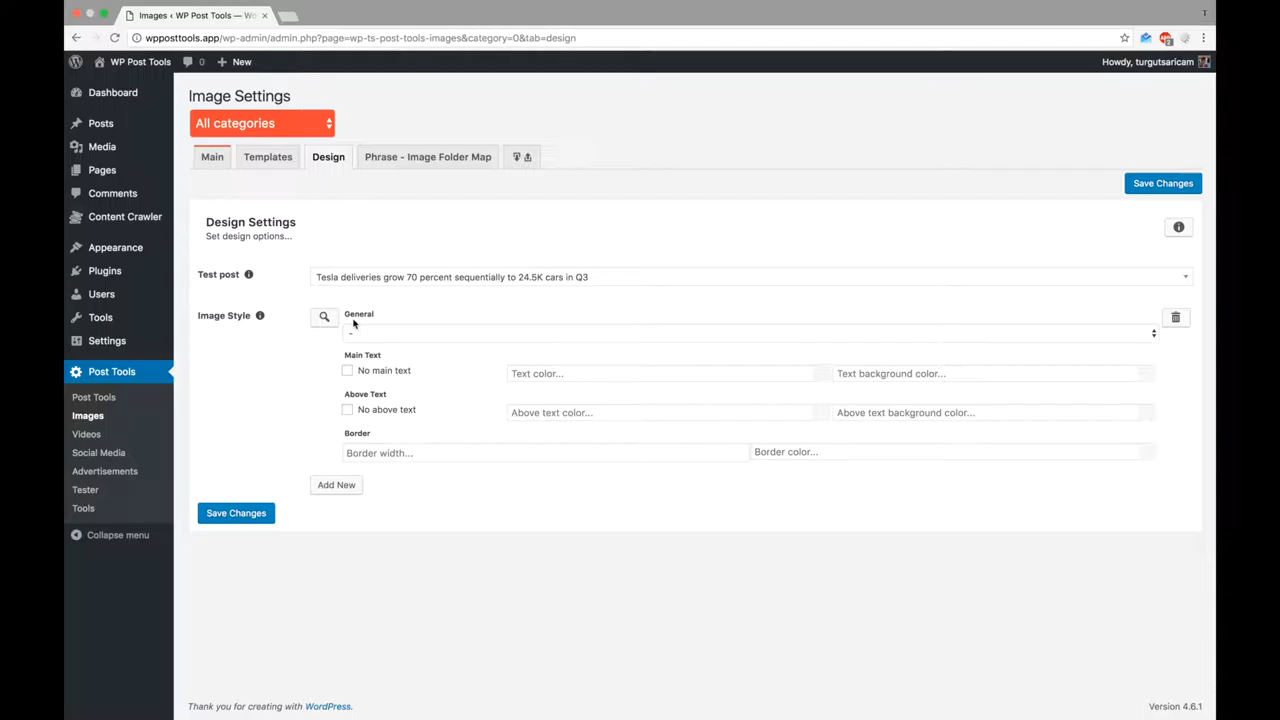 Images ‹ WP Post Tools — Wo
T
wpposttools.app/wp-admin/admin.php?page=wp-ts-post-tools-images&category=0&tab=design
2
WP Post Tools
0
+ New
Howdy, turgutsaricam
Dashboard
Posts
Media
Pages
Comments
Content Crawler
Appearance
Plugins
Users
Tools
Settings
Post Tools
Post Tools
Images
Videos
Social Media
Advertisements
Tester
Tools
Collapse menu
Image Settings
All categories
Main
Templates
Design
Phrase - Image Folder Map
Save Changes
Design Settings
Set design options...
Test post
Tesla deliveries grow 70 percent sequentially to 24.5K cars in Q3
Image Style
General
-
Main Text
No main text
Text color...
Text background color...
Above Text
No above text
Above text color...
Above text background color...
Border
Border width...
Border color...
Add New
Save Changes
Thank you for creating with WordPress.
Version 4.6.1